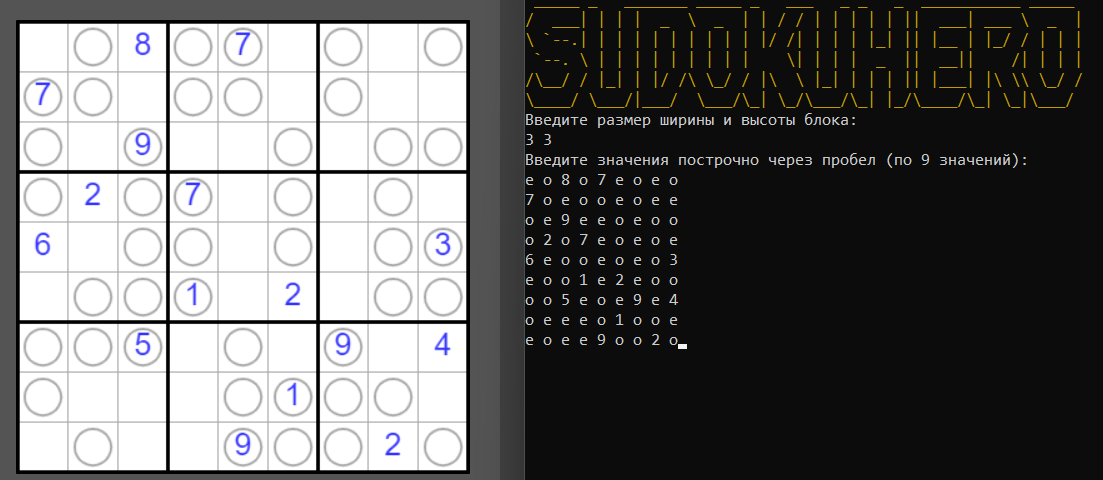 8 7
7
9
2 7
6 3
1 2
5 9 4
1
9 2
SUDOKUHERO
Введите размер ширины и высоты блока:
3 3
Введите значения построчно через пробел (по 9 значений):
e o 8 o 7 e o e o
7 o e o o e o e e
o e 9 e e o e o o
o 2 o 7 e e e o e
6 e o o e o e o 3
e o o 1 e 2 e o o
o o 5 e o e 9 e 4
o e e e o 1 o o e
e o e e 9 o o 2 o